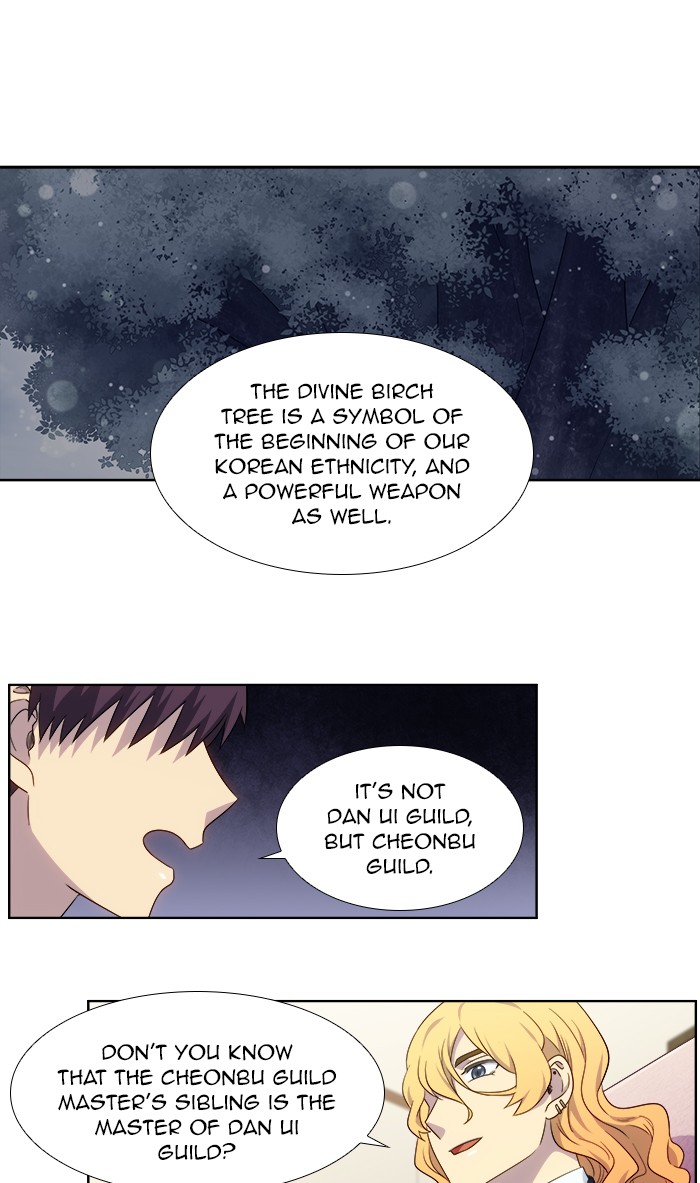 THE DIVINE BIRCH
TREE IS A SYMBOL OF
THE BEGINNING OF OUR
KOREAN ETHNICITY, AND
A POWERFUL WEAPON
AS WELL.
IT'S NOT
DAN UI GUILD,
BUT CHEONBU
GUILD.
DON'T YOU KNOW
THAT THE CHEONBU GUILD
MASTER'S SIBLING IS THE
MASTER OF DAN UI
GUILD?